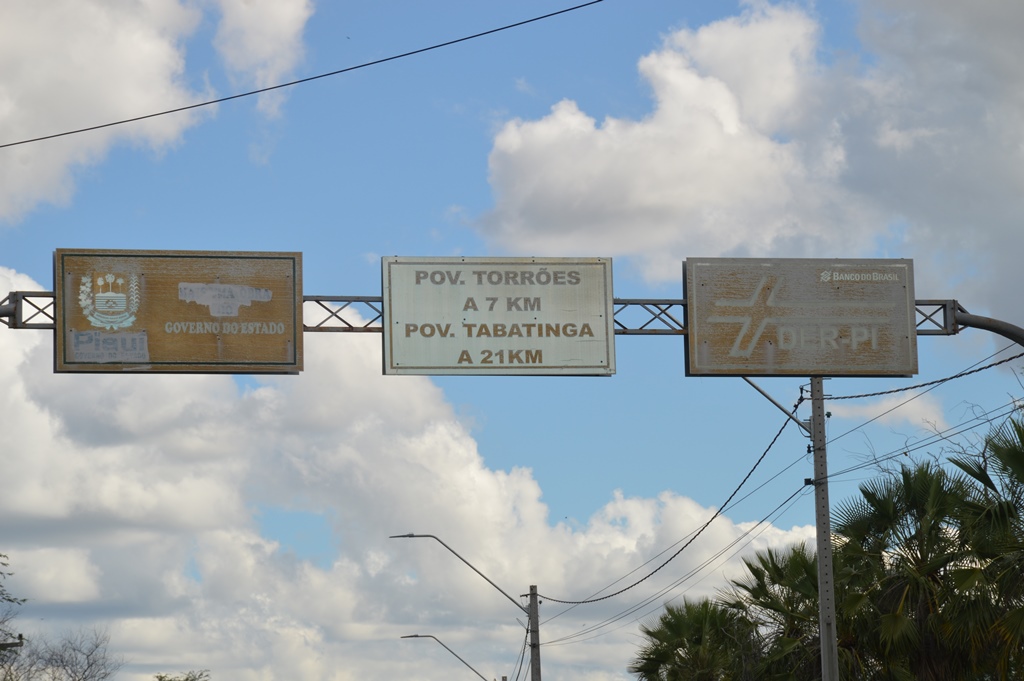 Piauí
GOVERNO DO ESTADO
POV. TORRÕES
A 7 KM
POV. TABATINGA
A 21KM
BANCO DO BRASIL
DER-PI